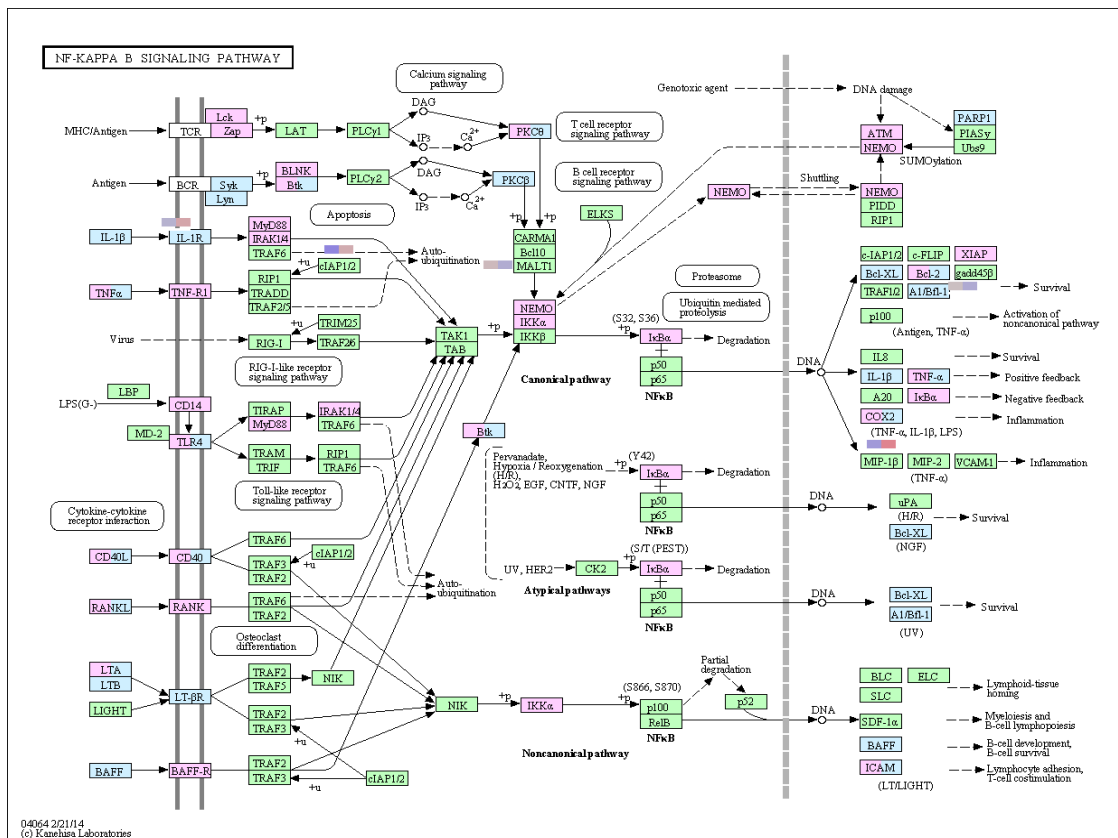 NF-KAPPA B SIGNALING PATHWAY
Calcium signaling
pathway
Genotoxic agent
DNA damage
MHC/Antigen
TCR
Lck
Zap
+p
LAT
PLCγ1
DAG
IP3
Ca2+
PKCθ
T cell receptor
signaling pathway
ATM
NEMO
PARP1
PIASy
Ubs9
SUMOylation
Antigen
BCR
Syk
Lyn
+p
BLNK
Btk
PLCγ2
DAG
IP3
Ca2+
PKCβ
B cell receptor
signaling pathway
NEMO
Shuttling
NEMO
PIDD
RIP1
Apoptosis
+p
+p
ELKS
IL-1β
IL-1R
MyD88
IRAK1/4
TRAF6
Auto-
ubiquitination
CARMA1
Bcl10
MALT1
TNFα
TNF-R1
+u
cIAP1/2
RIP1
TRADD
TRAF2/5
Proteasome
Ubiquitin mediated
proteolysis
c-IAP1/2
c-FLIP
XIAP
Bcl-XL
Bcl-2
gadd45β
TRAF1/2
A1/Bfl-1
Survival
p100
(Antigen, TNF-α)
Activation of
noncanonical pathway
Virus
+u
TRIM25
RIG-I
TRAF2/6
RIG-I-like receptor
signaling pathway
TAK1
TAB
+p
NEMO
IKKα
IKKβ
+p
(S32, S36)
IκBα
Degradation
p50
p65
NFκB
Canonical pathway
DNA
IL8
Survival
IL-1β
TNF-α
Positive feedback
A20
IκBα
Negative feedback
COX2
Inflammation
(TNF-α, IL-1β, LPS)
MIP-1β
MIP-2
VCAM-1
Inflammation
(TNF-α)
LBP
LPS(G-)
CD14
MD-2
TLR4
TIRAP
MyD88
IRAK1/4
TRAF6
TRAM
TRIF
RIP1
TRAF6
Toll-like receptor
signaling pathway
Btk
Pervanadate,
Hypoxia / Reoxygenation
(H/R),
H2O2, EGF, CNTF, NGF
+p
(Y42)
IκBα
Degradation
p50
p65
NFκB
DNA
uPA
(H/R)
Bcl-XL
(NGF)
Survival
Cytokine-cytokine
receptor interaction
CD40L
CD40
TRAF6
TRAF3
TRAF2
+u
cIAP1/2
Auto-
ubiquitination
UV, HER2
CK2
+p
(S/T (PEST))
IκBα
Degradation
Atypical pathways
p50
p65
NFκB
DNA
Bcl-XL
A1/Bfl-1
(UV)
Survival
RANKL
RANK
TRAF6
TRAF2
Osteoclast
differentiation
LTA
LTB
LIGHT
LT-βR
TRAF2
TRAF5
NIK
TRAF2
TRAF3
+u
NIK
+p
IKKα
+p
(S866, S870)
p100
RelB
NFκB
Partial
degradation
p52
Noncanonical pathway
DNA
BLC
ELC
SLC
Lymphoid-tissue
homing
SDF-1α
Myeloiesis and
B-cell lymphopoiesis
BAFF
B-cell development,
B-cell survival
ICAM
Lymphocyte adhesion,
T-cell costimulation
(LT/LIGHT)
BAFF
BAFF-R
TRAF2
TRAF3
+u
cIAP1/2
04064 2/21/14
(c) Kanehisa Laboratories